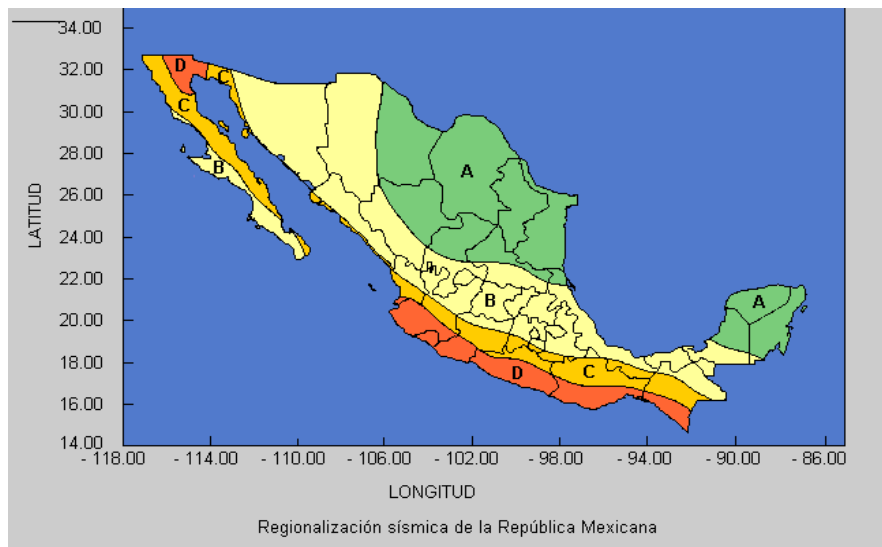 34.00
32.00
30.00
28.00
26.00
24.00
22.00
20.00
18.00
16.00
14.00
LATITUD
D
C
C
B
A
A
B
C
D
- 118.00 - 114.00 - 110.00 - 106.00 - 102.00 - 98.00 - 94.00 - 90.00 - 86.00
LONGITUD
Regionalización sísmica de la República Mexicana